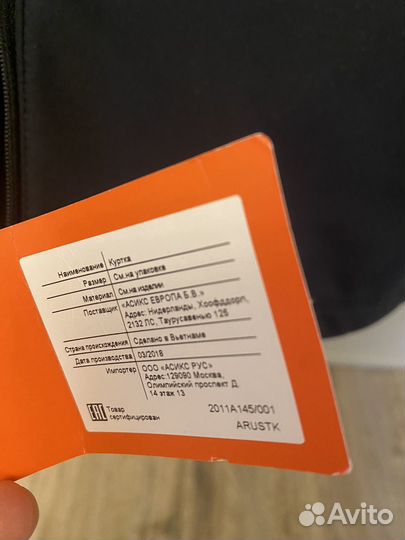 Наименование Куртка
Размер См.на упаковке
Материал См.на изделии
Поставщик «АСИКС ЕВРОПА Б.В.»
Адрес: Нидерланды, Хоофддорп,
2132 ЛС, Таурусавеню 125
Страна происхождения Сделано в Вьетнаме
Дата производства 03/2018
Импортер ООО «АСИКС РУС»
Адрес:129090 Москва,
Олимпийский проспект Д.
14 этаж 13
EAC Товар
сертифицирован
2011A145/001
ARUSTK
Avito